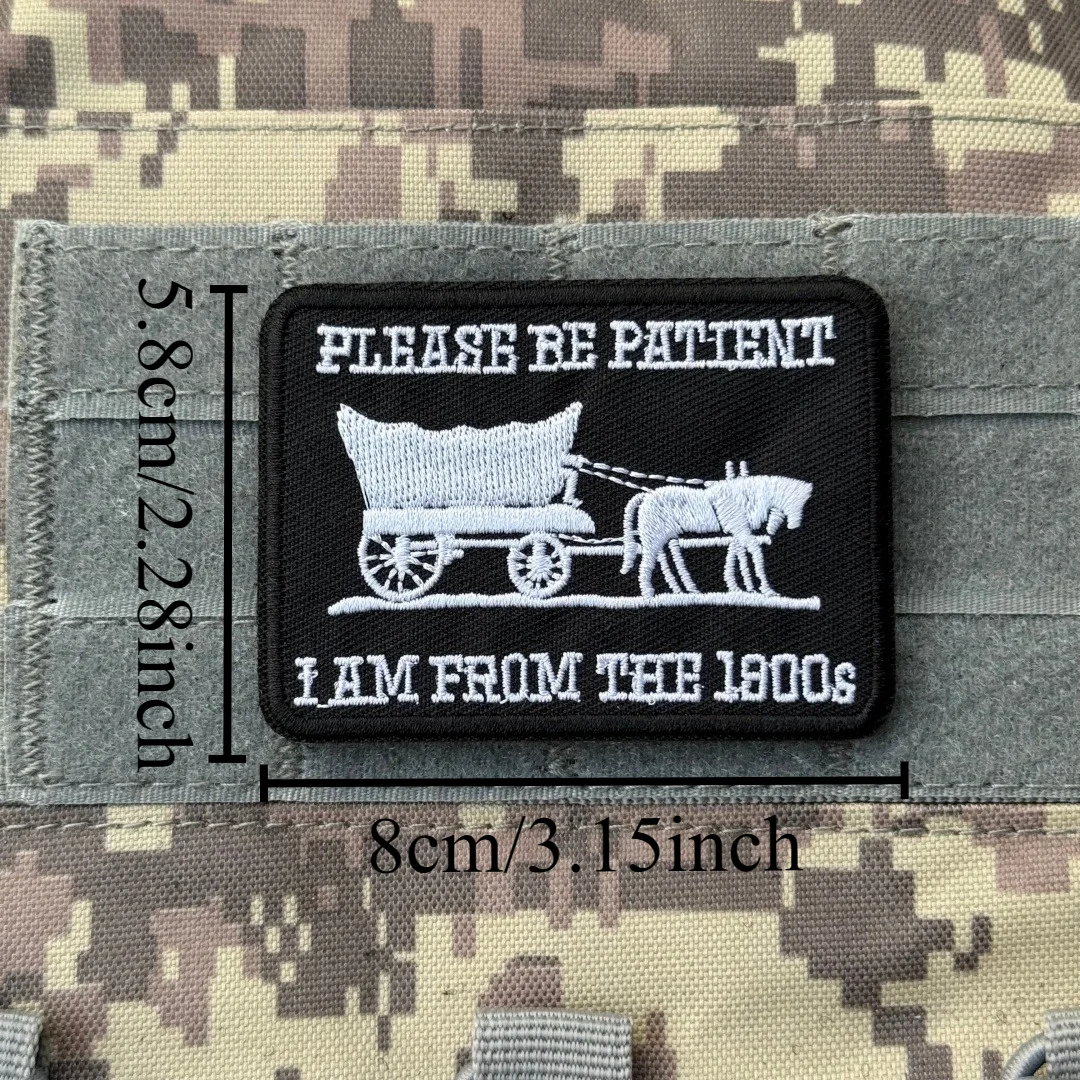 PLEASE BE PATIENT
I AM FROM THE 1900s
5.8cm/2.28inch
8cm/3.15inch